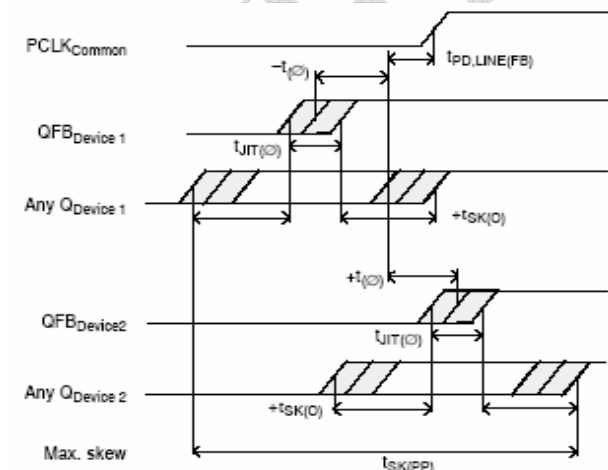 PCLKCommon
tPD,LINE(FB)
–t(∅)
QFBDevice 1
tJIT(∅)
Any QDevice 1
+tSK(O)
+t(∅)
QFBDevice2
tJIT(∅)
Any QDevice 2
+tSK(O)
Max. skew
tSK(PP)